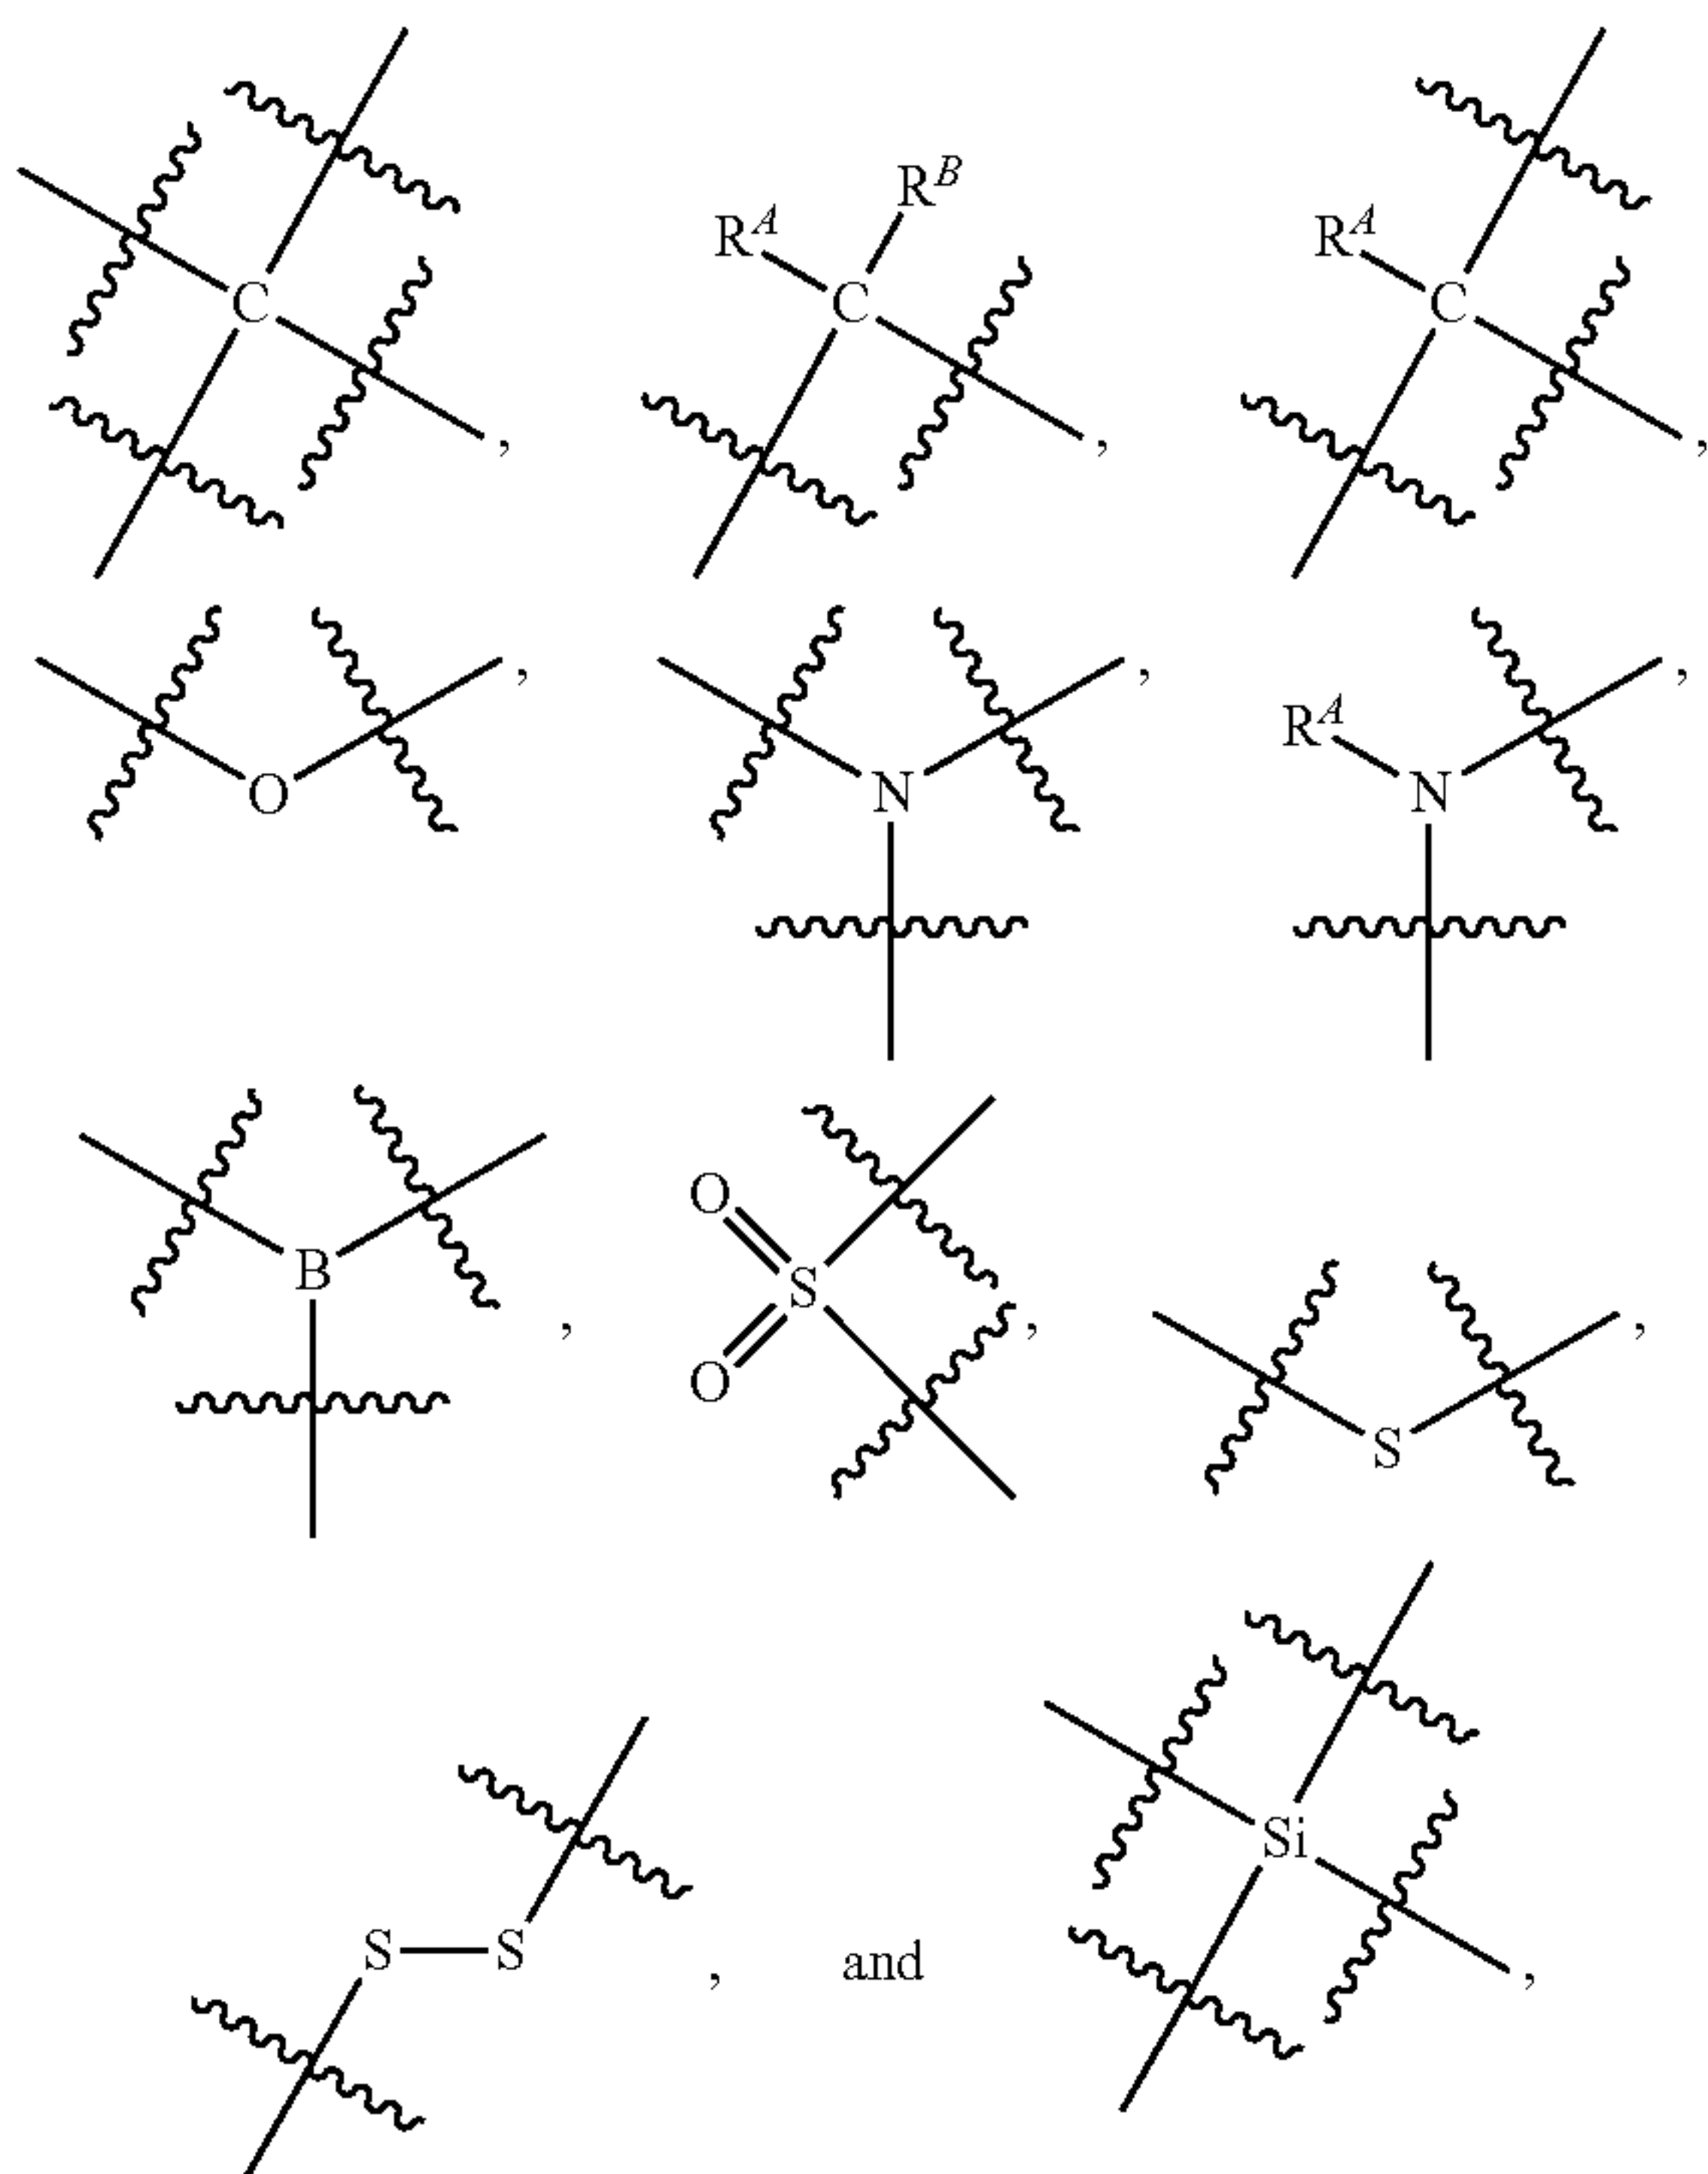 R^B
R^A R^A
C , C , C ,
O , N , R^A N ,
B , O S O , S ,
S S , and Si ,